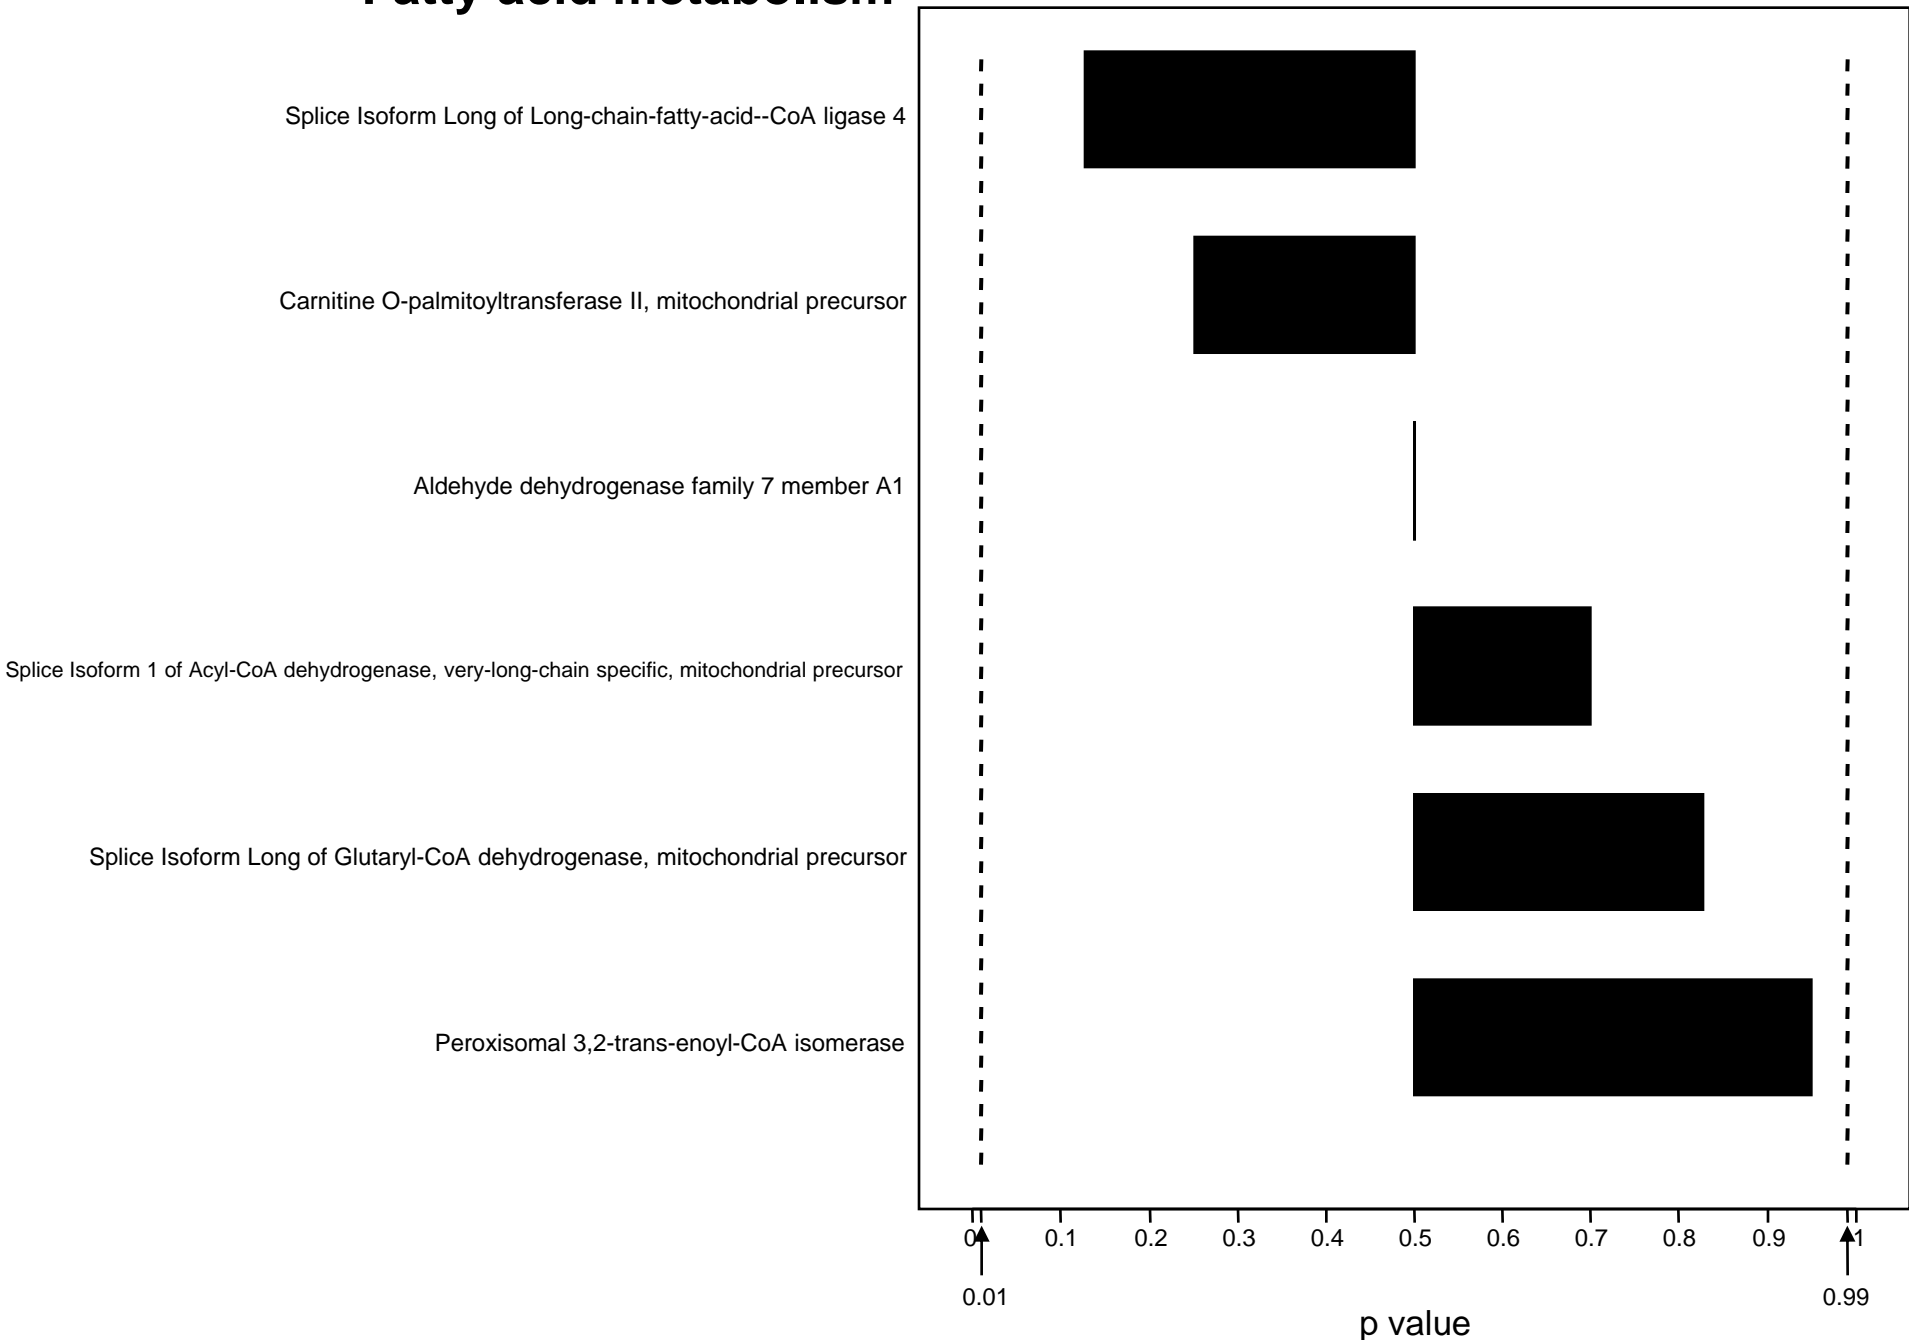 Fatty acid metabolism
Splice Isoform Long of Long-chain-fatty-acid--CoA ligase 4
Carnitine O-palmitoyltransferase II, mitochondrial precursor
Aldehyde dehydrogenase family 7 member A1
Splice Isoform 1 of Acyl-CoA dehydrogenase, very-long-chain specific, mitochondrial precursor
Splice Isoform Long of Glutaryl-CoA dehydrogenase, mitochondrial precursor
Peroxisomal 3,2-trans-enoyl-CoA isomerase
0 0.1 0.2 0.3 0.4 0.5 0.6 0.7 0.8 0.9 1
0.01 0.99
p value